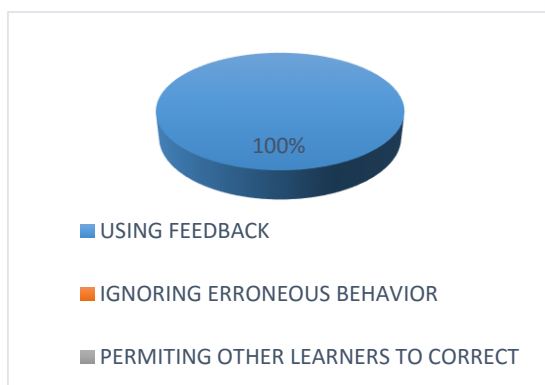 100%
USING FEEDBACK
IGNORING ERRONEOUS BEHAVIOR
PERMITING OTHER LEARNERS TO CORRECT